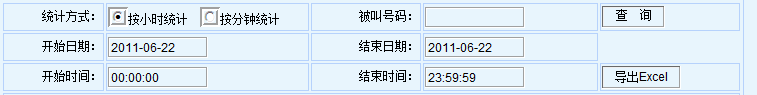 统计方式： 按小时统计 按分钟统计 被叫号码： 查 询
开始日期： 2011-06-22 结束日期： 2011-06-22
开始时间： 00:00:00 结束时间： 23:59:59 导出Excel